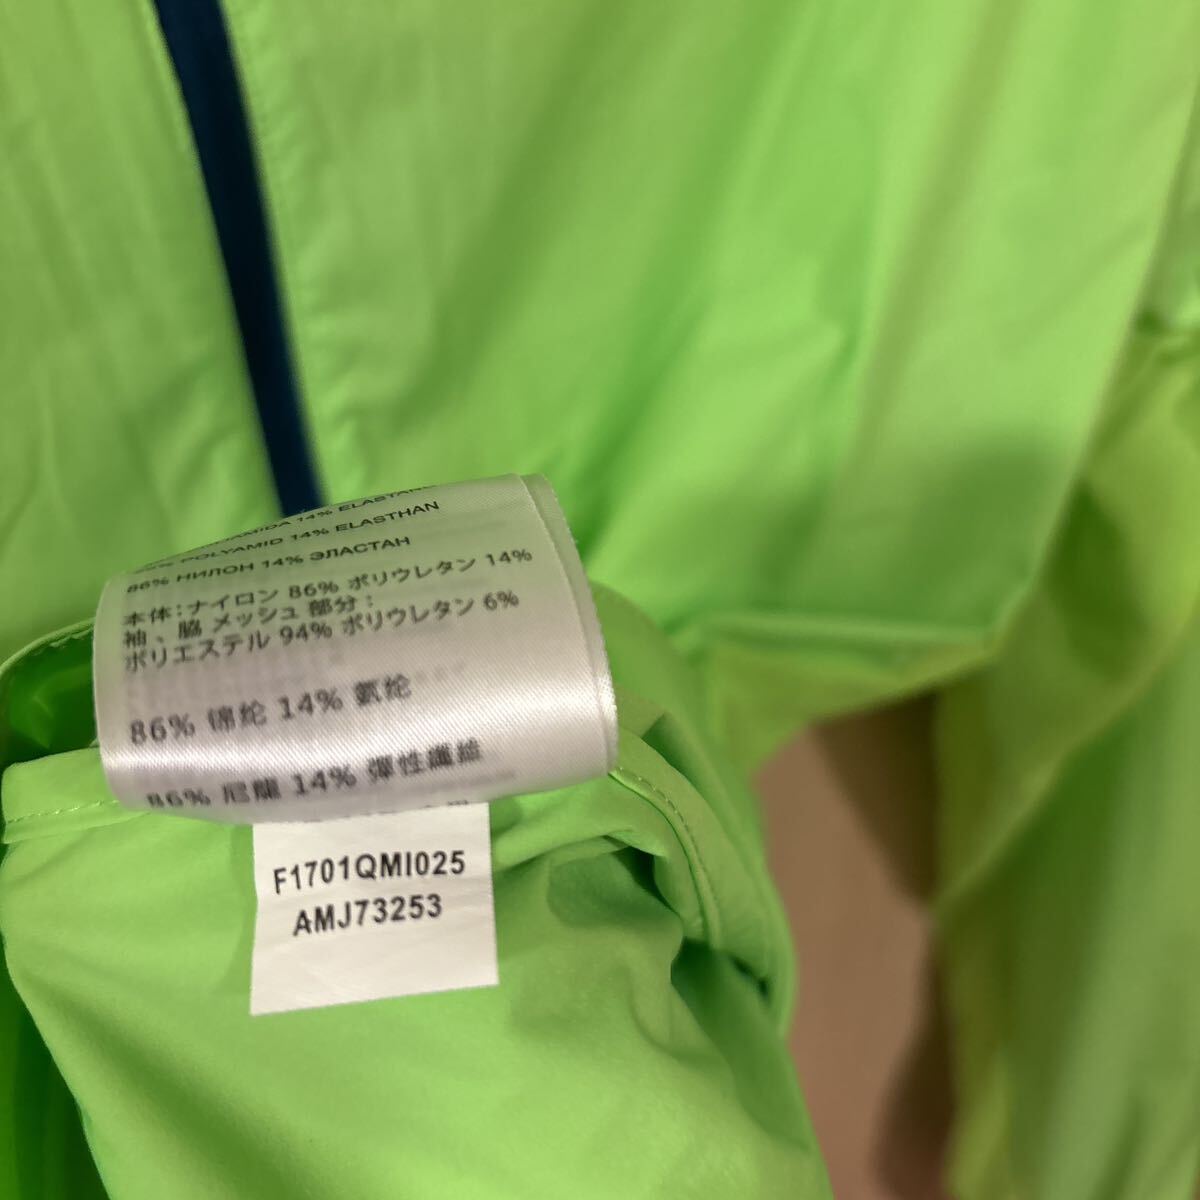 14% ELASTANE
86% POLYAMID 14% ELASTHAN
86% НИЛОН 14% ЭЛАСТАН
本体:ナイロン 86% ポリウレタン 14%
袖、脇 メッシュ 部分:
ポリエステル 94% ポリウレタン 6%
86% 锦纶 14% 氨纶
86% 尼龍 14% 彈性纖維
F1701QMI025
AMJ73253